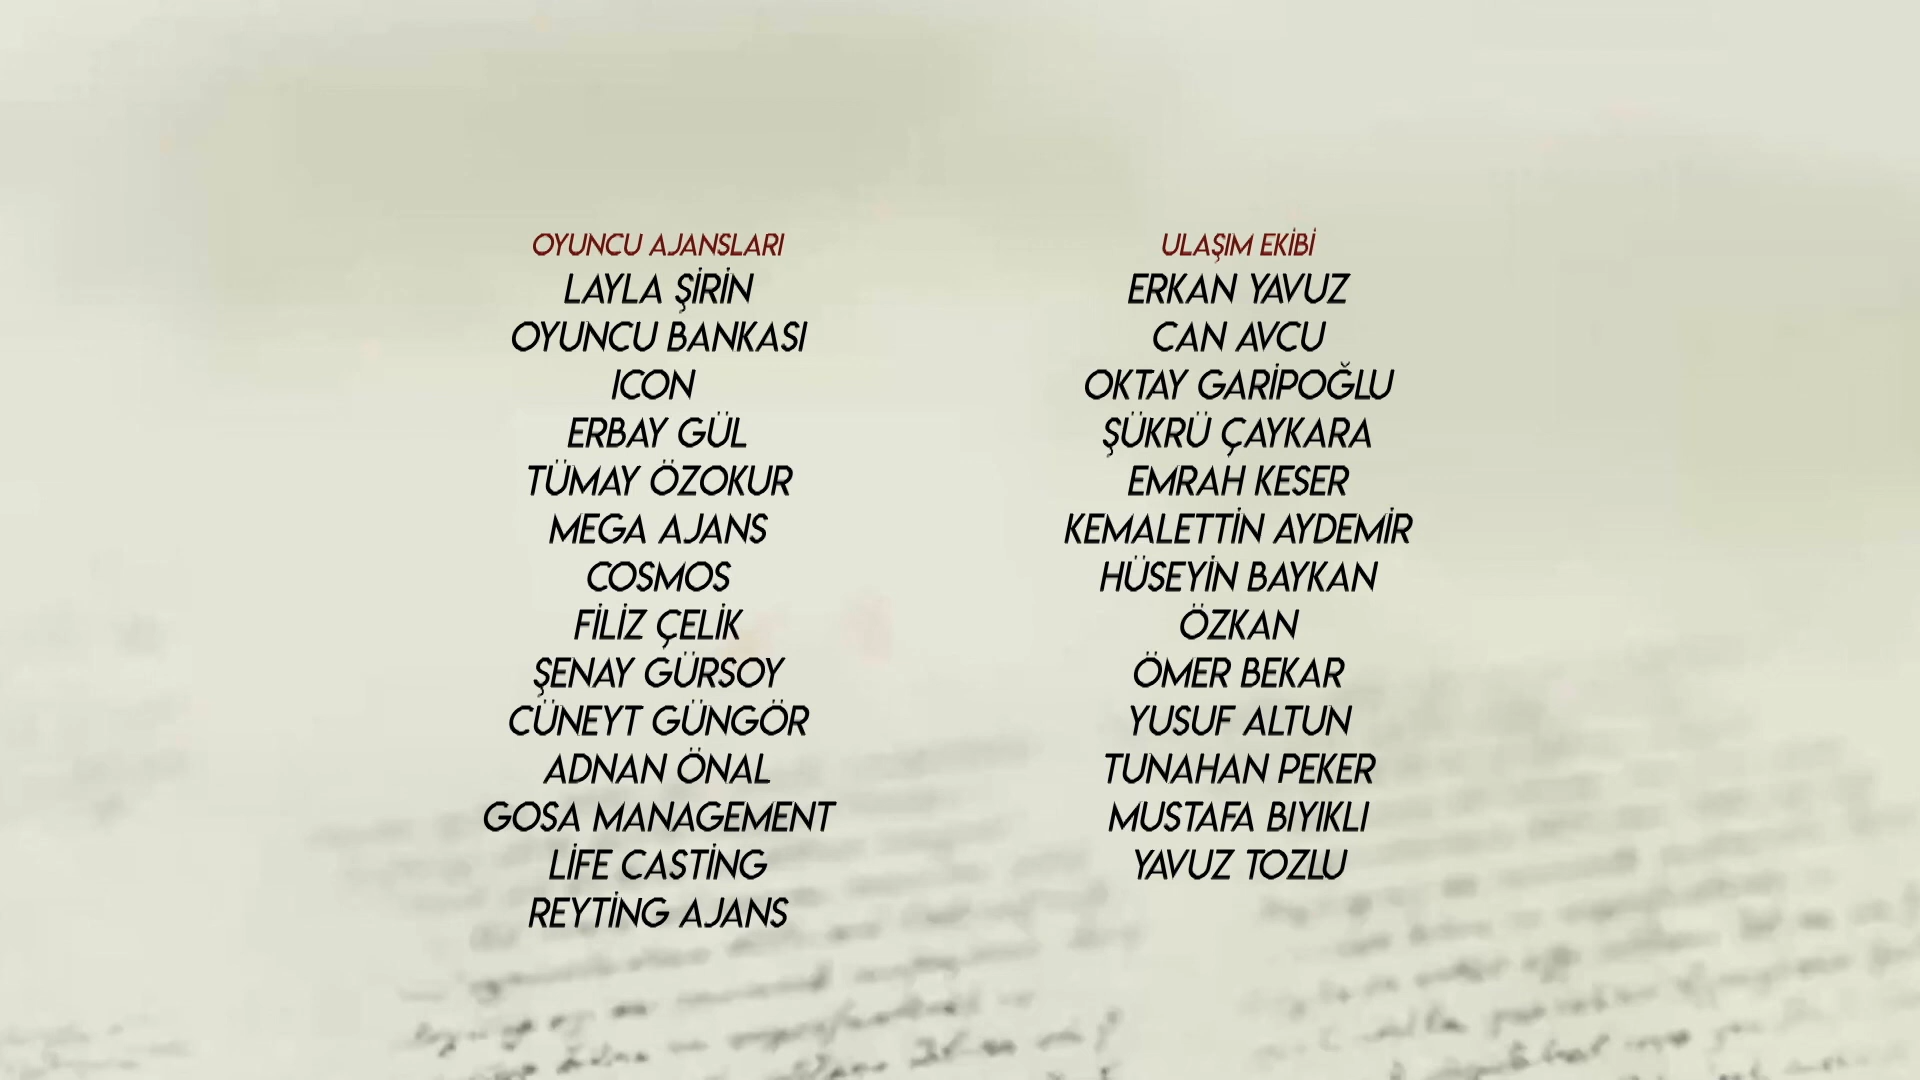 OYUNCU AJANSLARI
LAYLA ŞİRİN
OYUNCU BANKASI
ICON
ERBAY GÜL
TÜMAY ÖZOKUR
MEGA AJANS
COSMOS
FİLİZ ÇELİK
ŞENAY GÜRSOY
CÜNEYT GÜNGÖR
ADNAN ÖNAL
GOSA MANAGEMENT
LİFE CASTİNG
REYTİNG AJANS
ULAŞIM EKİBİ
ERKAN YAVUZ
CAN AVCU
OKTAY GARİPOĞLU
ŞÜKRÜ ÇAYKARA
EMRAH KESER
KEMALETTİN AYDEMİR
HÜSEYİN BAYKAN
ÖZKAN
ÖMER BEKAR
YUSUF ALTUN
TUNAHAN PEKER
MUSTAFA BIYIKLI
YAVUZ TOZLU